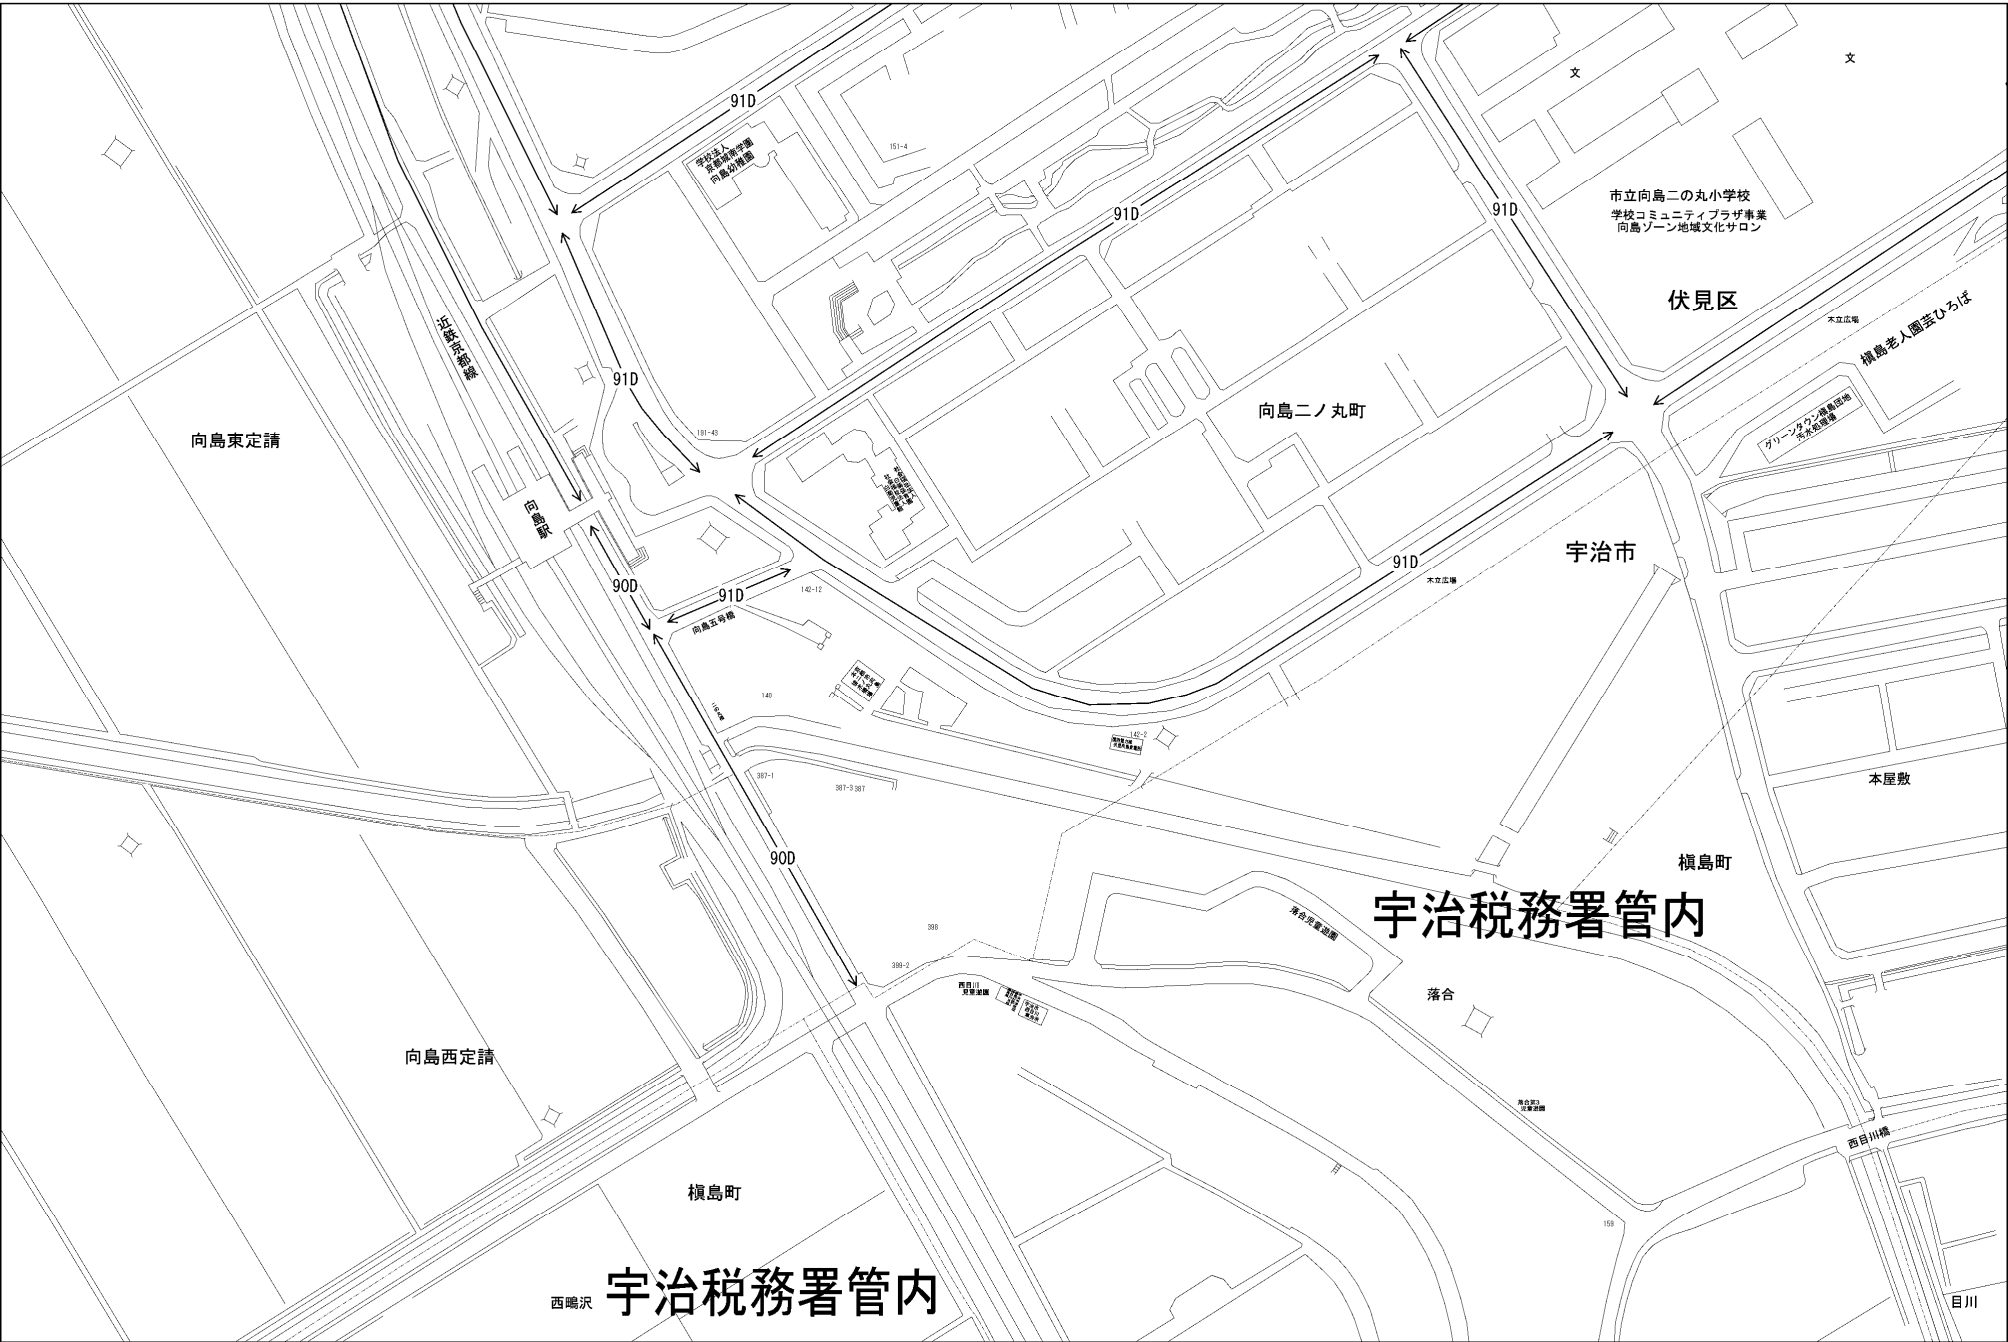 文
文
91D
学校法人
京都城南学園
向島幼稚園
151-4
市立向島二の丸小学校
学校コミュニティプラザ事業
向島ゾーン地域文化サロン
91D
91D
伏見区
木立広場
槇島老人園芸ひろば
近鉄京都線
91D
向島二ノ丸町
グリーンタウン槇島団地
汚水処理場
191-43
向島東定請
向島駅
宇治市
91D
木立広場
90D
91D
142-12
向島五号橋
140
142-2
387-1
387-3
387
本屋敷
90D
槇島町
宇治税務署管内
落合児童遊園
398
399-2
西目川
児童遊園
落合
向島西定請
落合第3
児童遊園
西目川橋
槇島町
159
西鴫沢
宇治税務署管内
目川